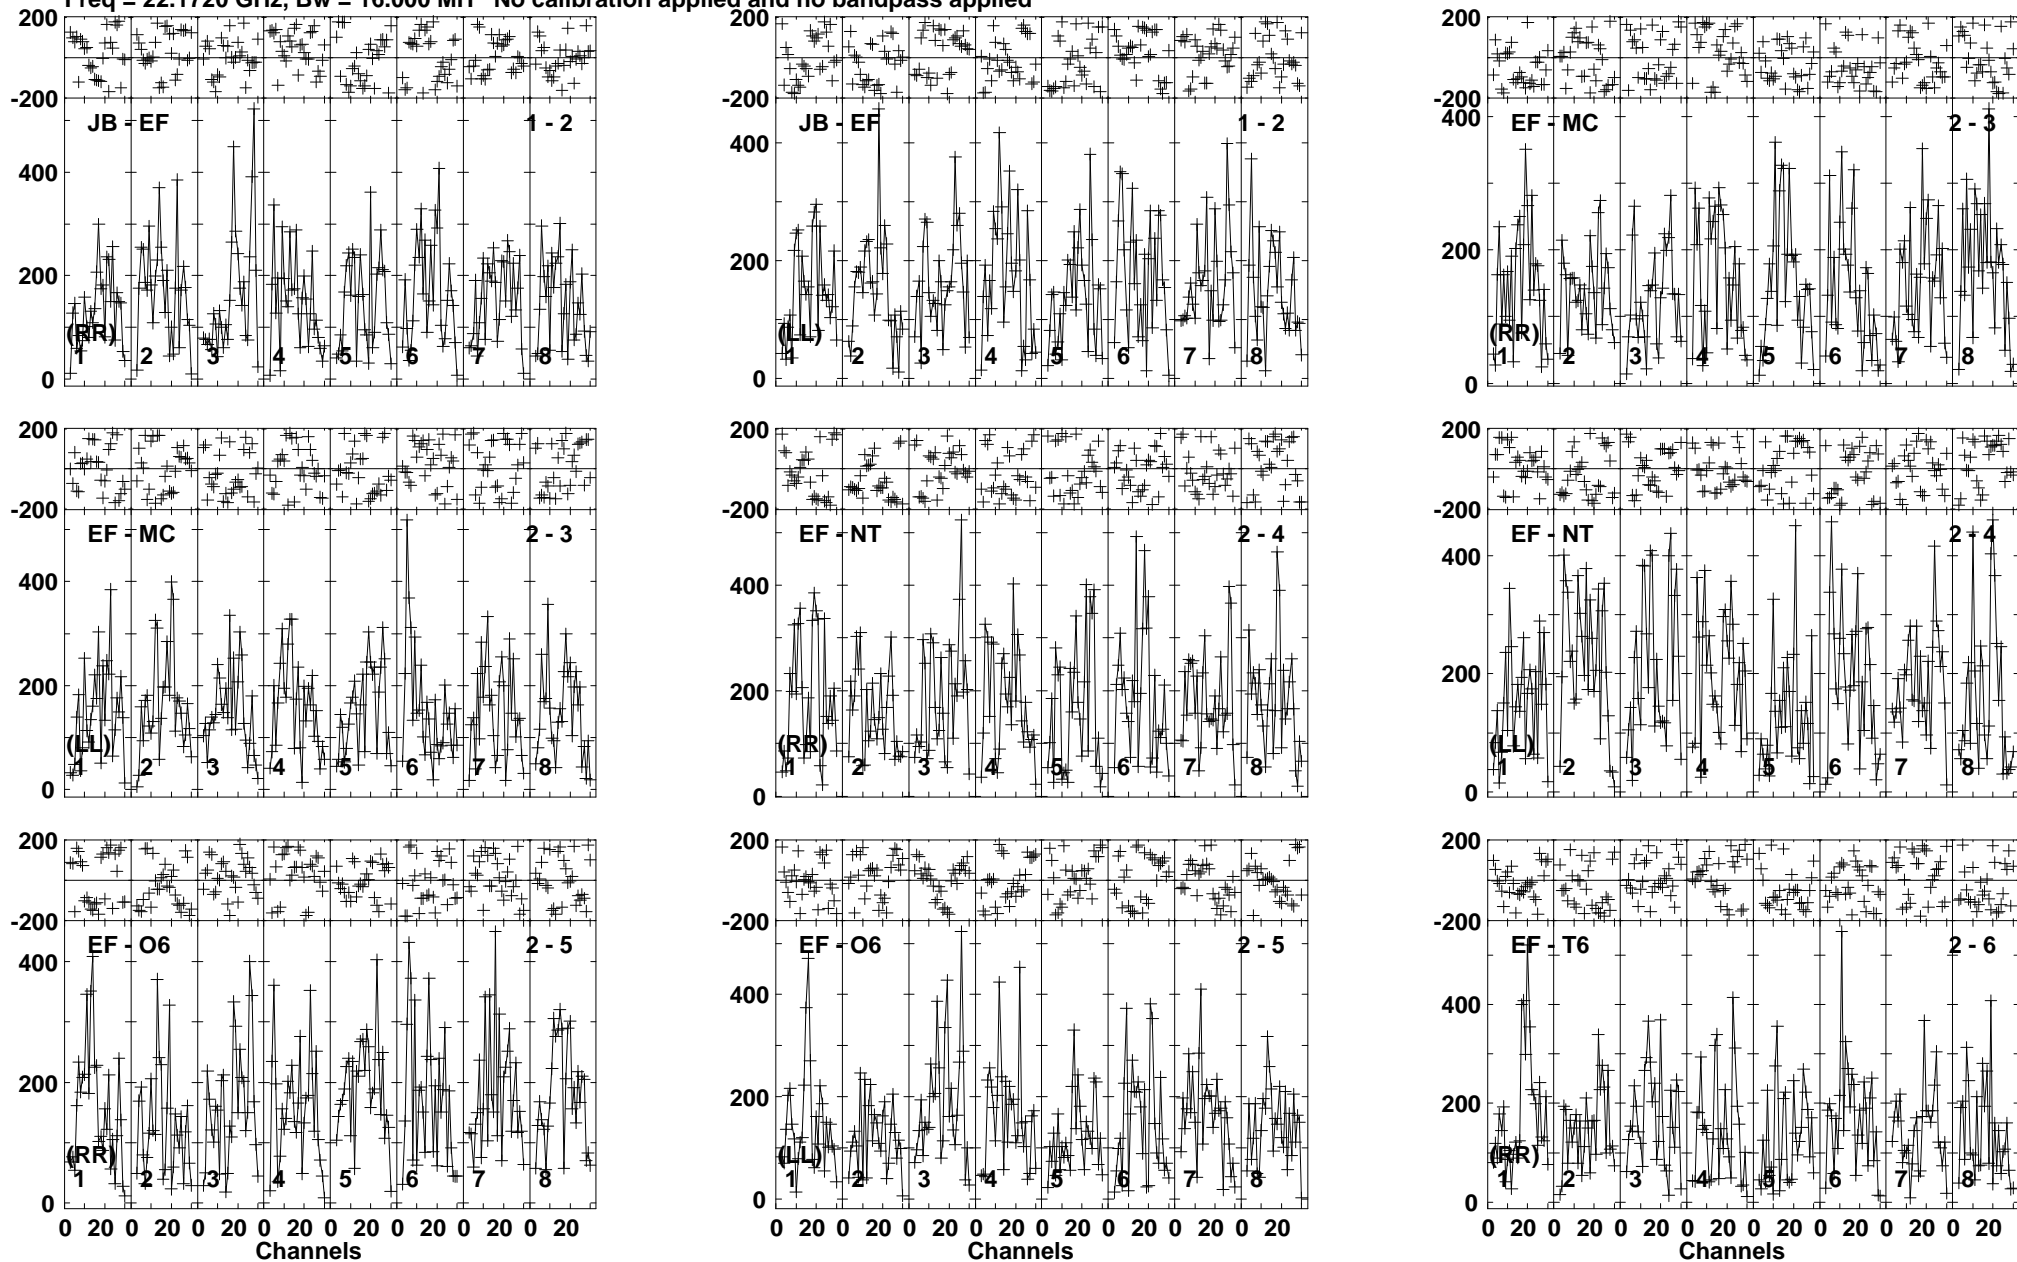 Freq = 22.1720 GHz, Bw = 16.000 MH No calibration applied and no bandpass applied
200 200 200
-200 -200 -200
JB - EF 1 - 2 JB - EF 1 - 2 EF - MC 2 - 3
400 400 400
200 200 200
(RR) (LL) (RR)
1 2 3 4 5 6 7 8 1 2 3 4 5 6 7 8 1 2 3 4 5 6 7 8
0 0 0
200 200 200
-200 -200 -200
EF - MC 2 - 3 EF - NT 2 - 4 EF - NT 2 - 4
400 400 400
200 200 200
(LL) (RR) (LL)
1 2 3 4 5 6 7 8 1 2 3 4 5 6 7 8 1 2 3 4 5 6 7 8
0 0 0
200 200 200
-200 -200 -200
EF - O6 2 - 5 EF - O6 2 - 5 EF - T6 2 - 6
400 400 400
200 200 200
(RR) (LL) (RR)
1 2 3 4 5 6 7 8 1 2 3 4 5 6 7 8 1 2 3 4 5 6 7 8
0 0 0
0 20 0 20 0 20 0 20 0 20 0 20 0 20 0 20 0 20 0 20 0 20 0 20 0 20 0 20 0 20 0 20 0 20 0 20 0 20 0 20 0 20 0 20 0 20 0 20
Channels Channels Channels